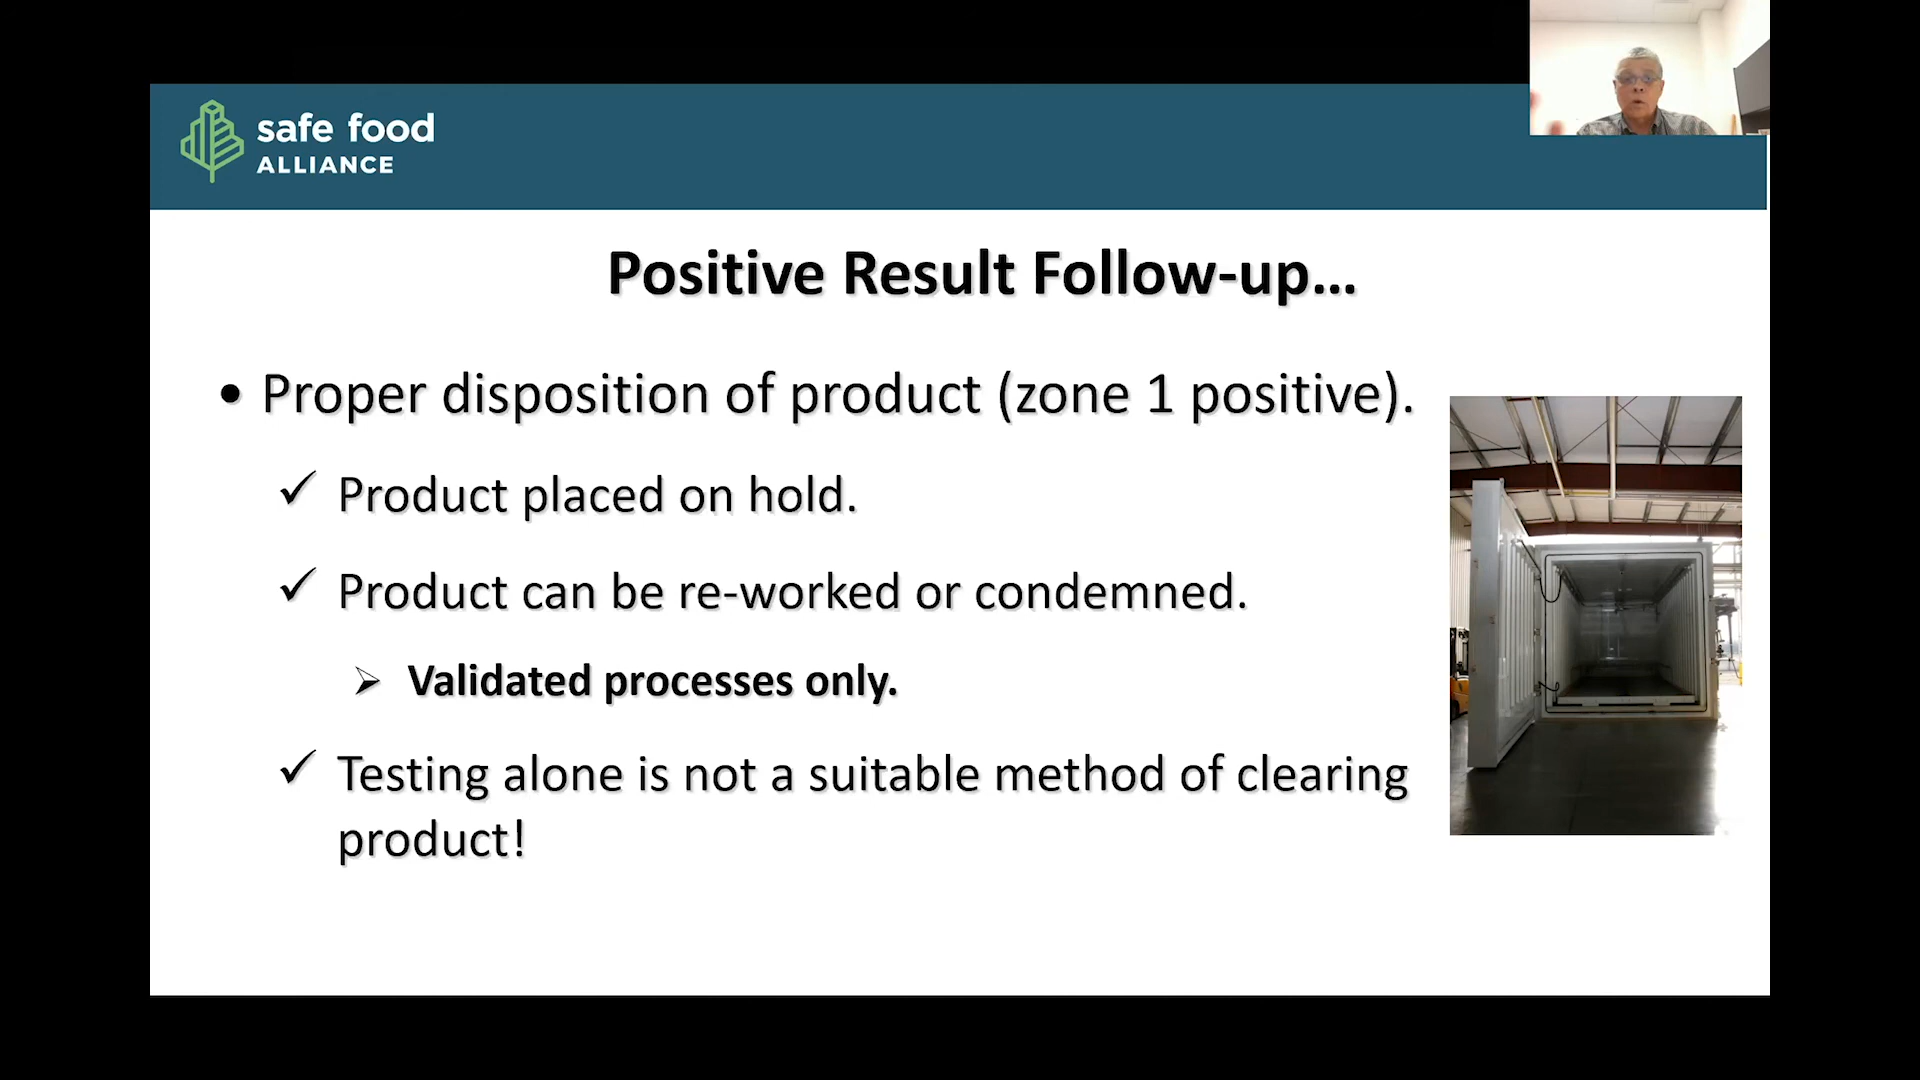 safe food
ALLIANCE
Positive Result Follow-up...
• Proper disposition of product (zone 1 positive).
✓ Product placed on hold.
✓ Product can be re-worked or condemned.
➢ Validated processes only.
✓ Testing alone is not a suitable method of clearing
product!